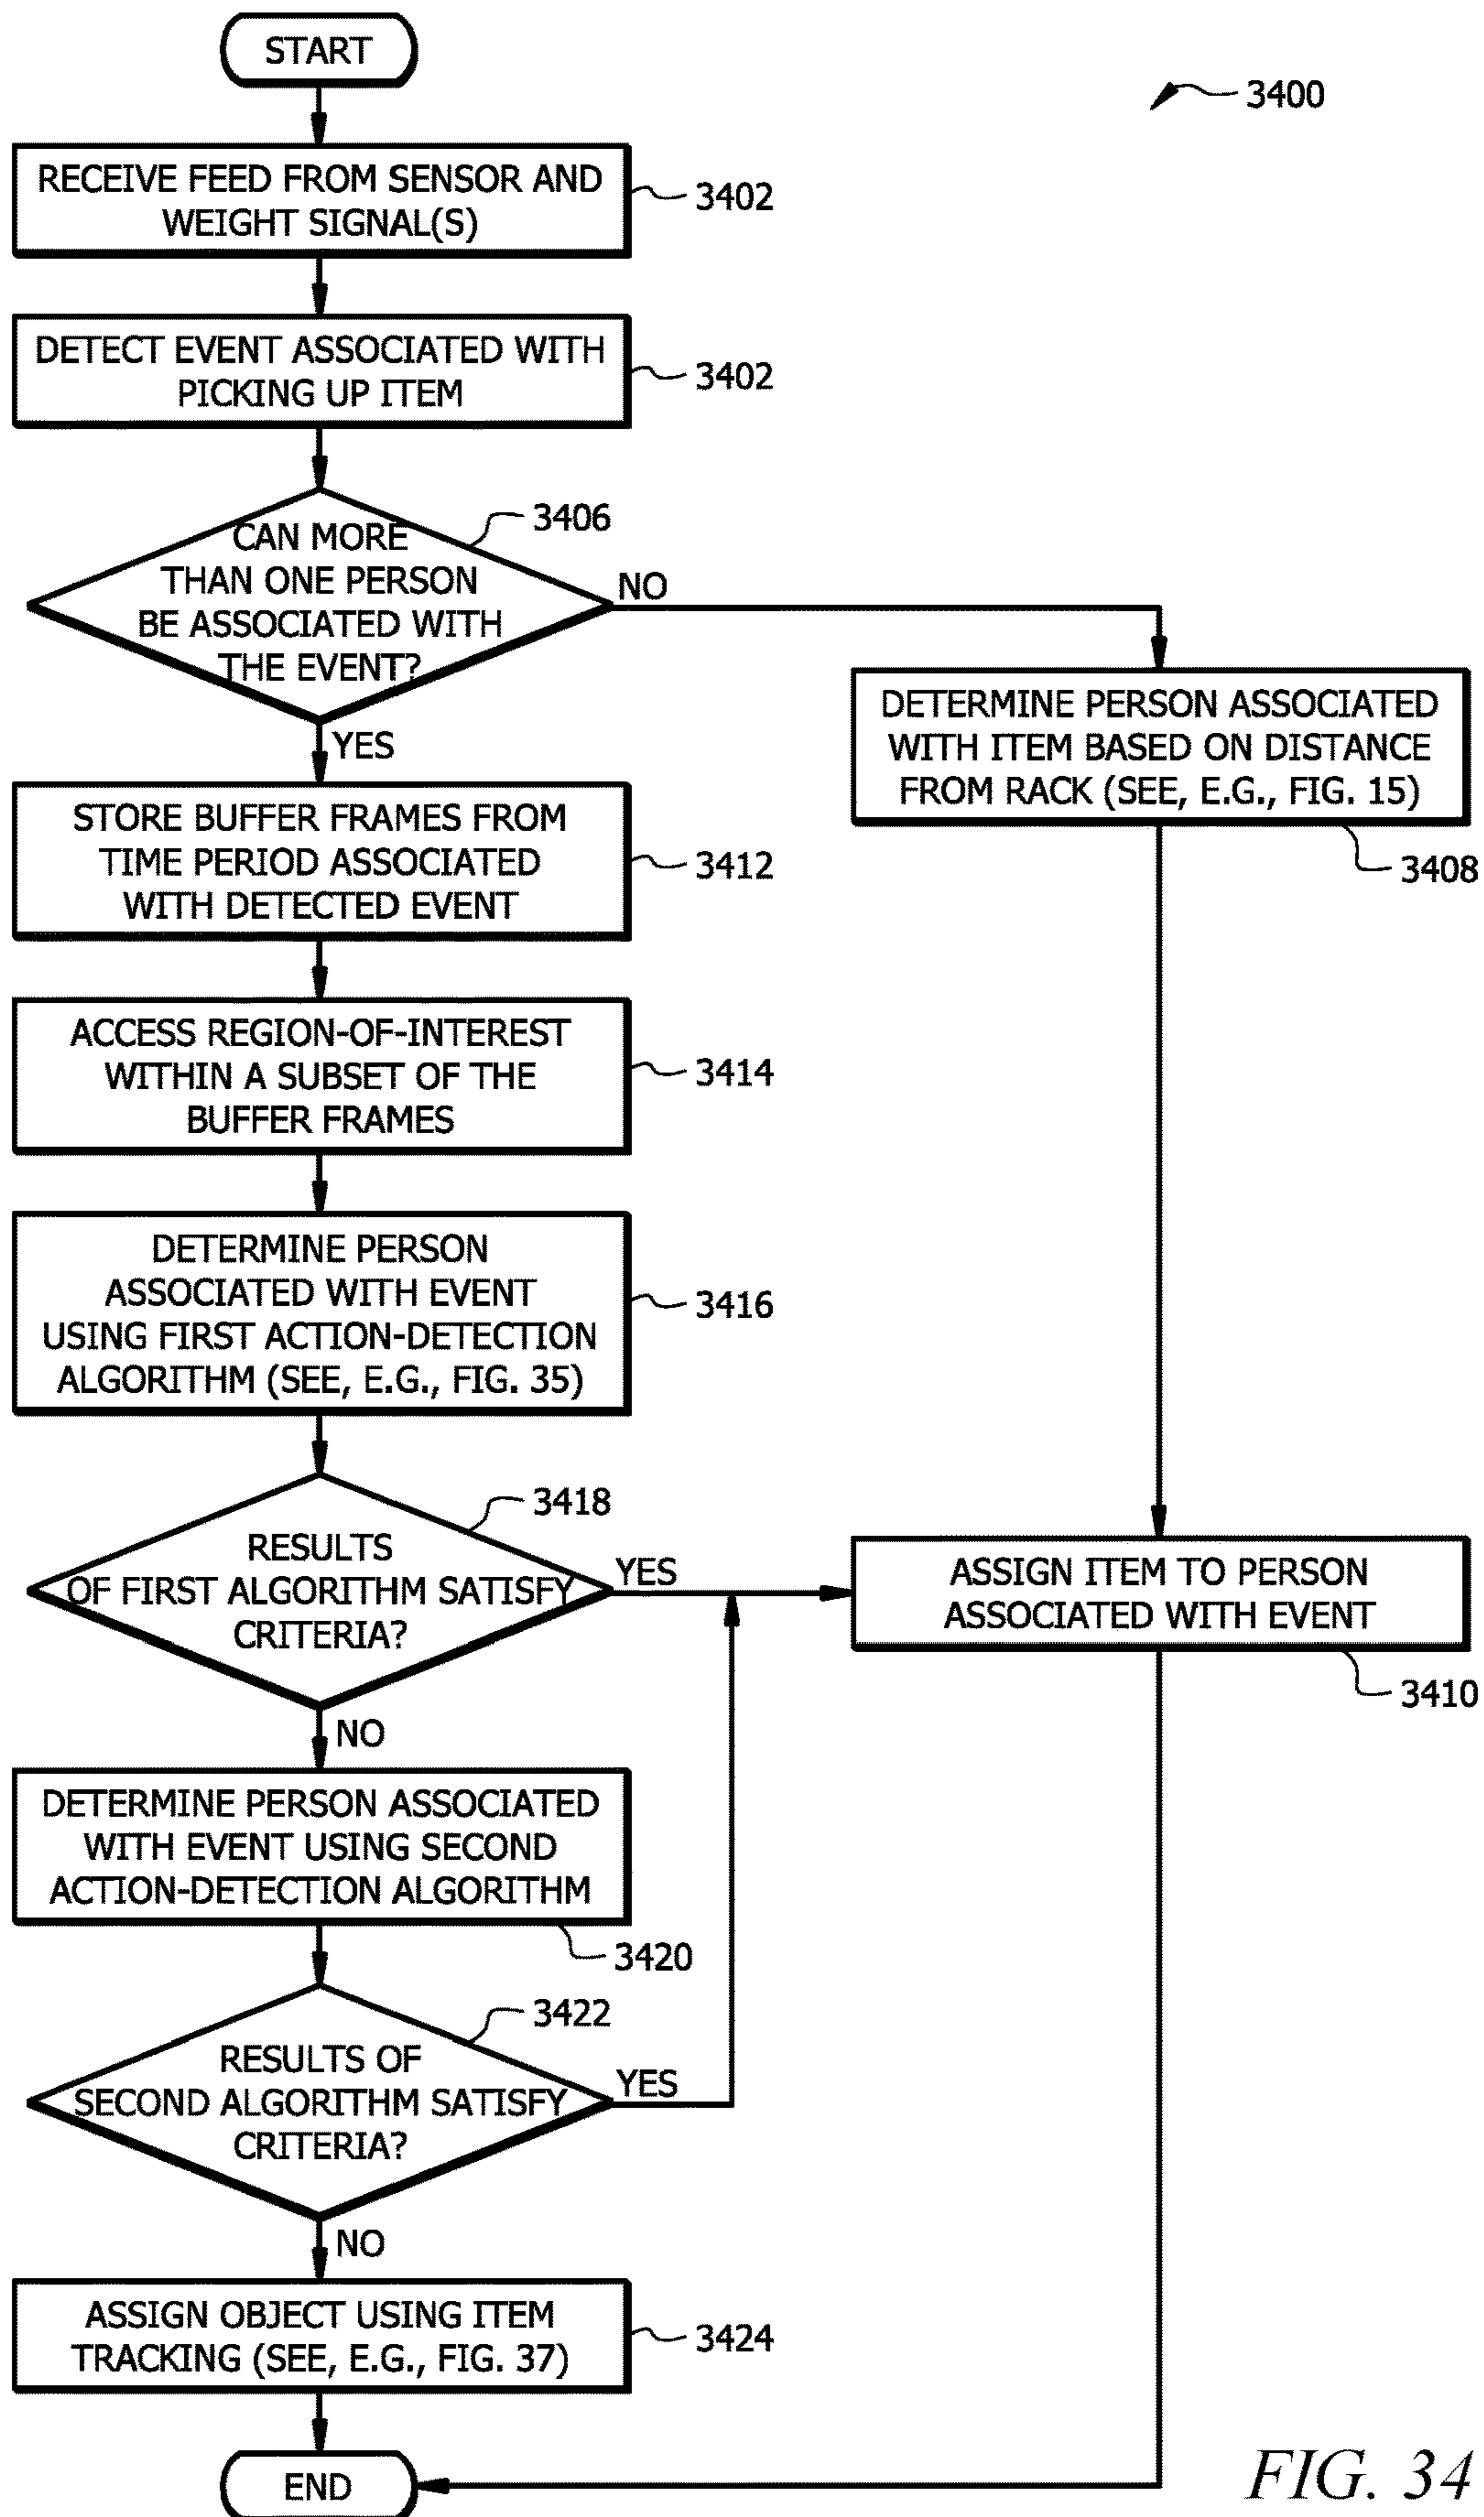 START
3400
RECEIVE FEED FROM SENSOR AND
WEIGHT SIGNAL(S)
3402
DETECT EVENT ASSOCIATED WITH
PICKING UP ITEM
3402
CAN MORE
THAN ONE PERSON
BE ASSOCIATED WITH
THE EVENT?
3406
NO
YES
DETERMINE PERSON ASSOCIATED
WITH ITEM BASED ON DISTANCE
FROM RACK (SEE, E.G., FIG. 15)
3408
STORE BUFFER FRAMES FROM
TIME PERIOD ASSOCIATED
WITH DETECTED EVENT
3412
ACCESS REGION-OF-INTEREST
WITHIN A SUBSET OF THE
BUFFER FRAMES
3414
DETERMINE PERSON
ASSOCIATED WITH EVENT
USING FIRST ACTION-DETECTION
ALGORITHM (SEE, E.G., FIG. 35)
3416
RESULTS
OF FIRST ALGORITHM SATISFY
CRITERIA?
3418
YES
NO
ASSIGN ITEM TO PERSON
ASSOCIATED WITH EVENT
3410
DETERMINE PERSON ASSOCIATED
WITH EVENT USING SECOND
ACTION-DETECTION ALGORITHM
3420
RESULTS OF
SECOND ALGORITHM SATISFY
CRITERIA?
3422
YES
NO
ASSIGN OBJECT USING ITEM
TRACKING (SEE, E.G., FIG. 37)
3424
END
FIG. 34